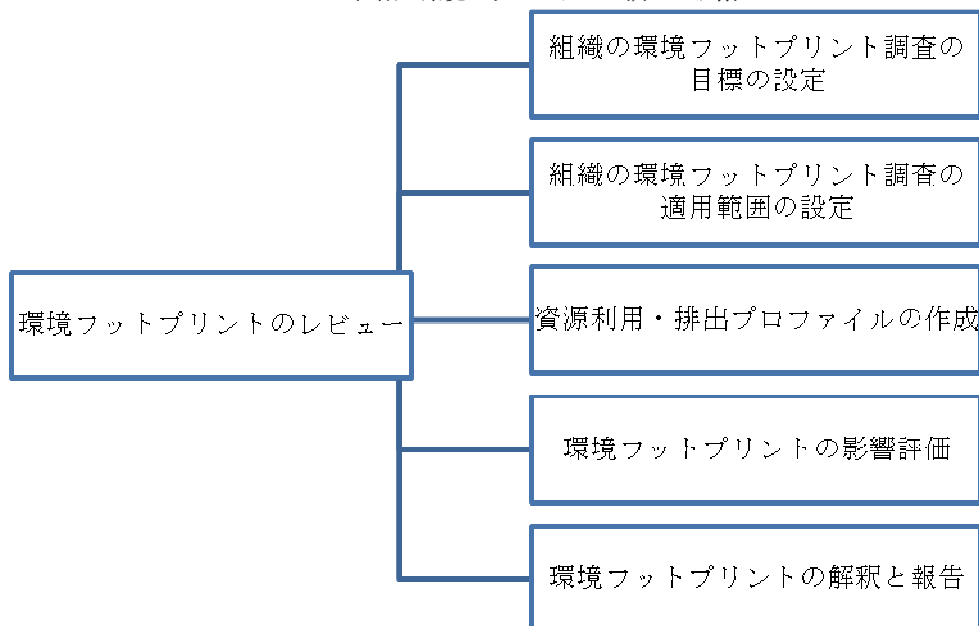 組織の環境フットプリント調査の
目標の設定
組織の環境フットプリント調査の
適用範囲の設定
環境フットプリントのレビュー
資源利用・排出プロファイルの作成
環境フットプリントの影響評価
環境フットプリントの解釈と報告